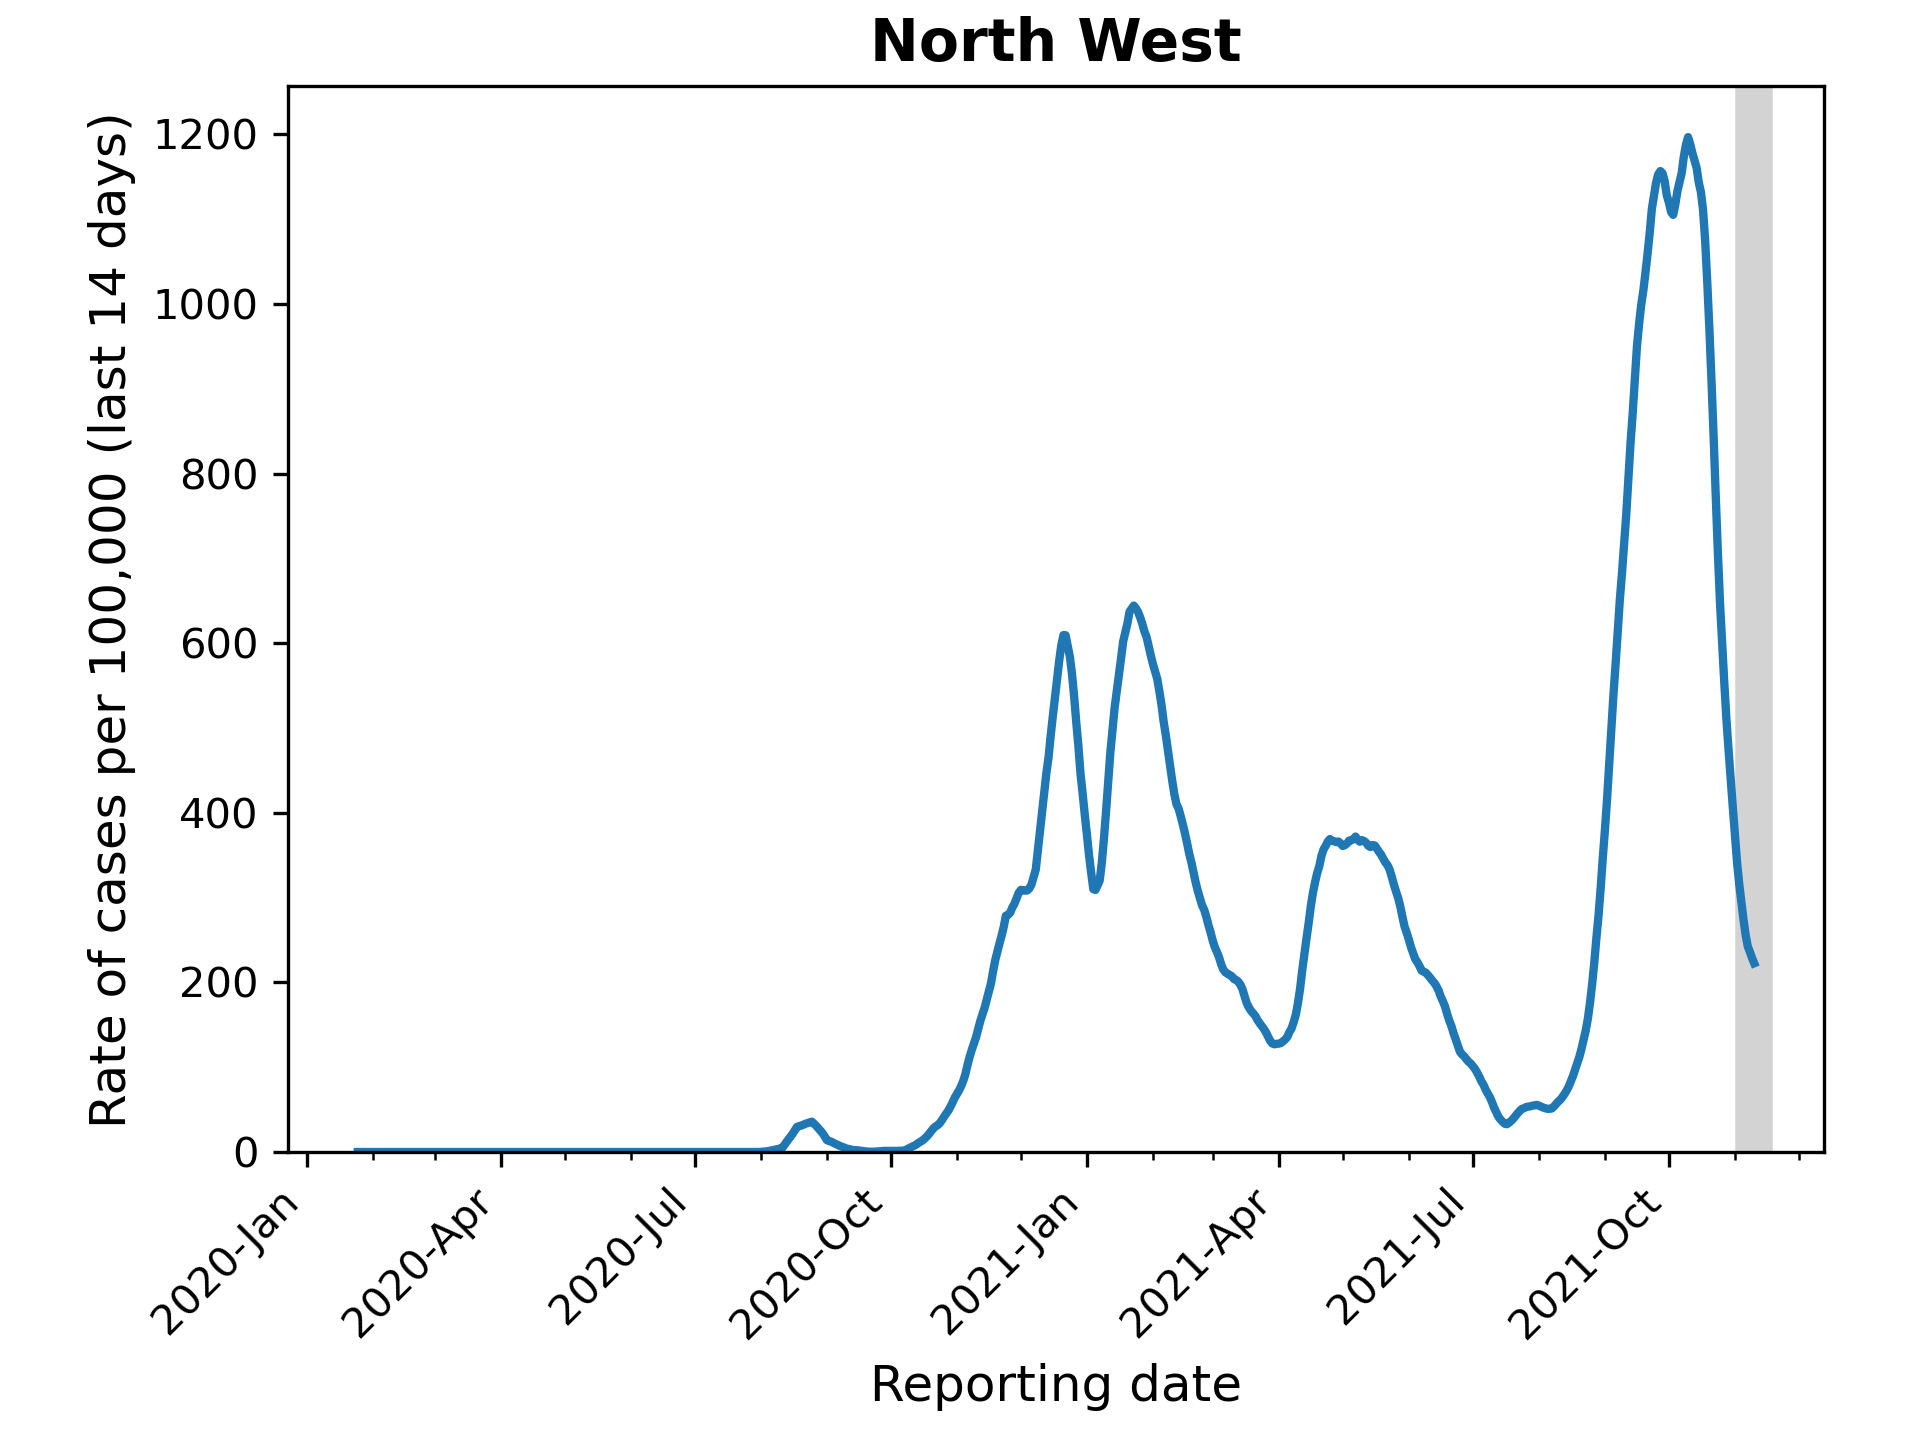 North West
Rate of cases per 100,000 (last 14 days)
1200
1000
800
600
400
200
0
2020-Jan
2020-Apr
2020-Jul
2020-Oct
2021-Jan
2021-Apr
2021-Jul
2021-Oct
Reporting date